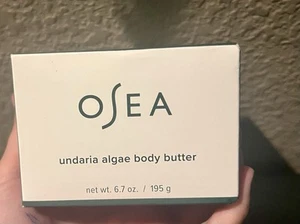 OSEA
undaria algae body butter
net wt. 6.7 oz. / 195 g